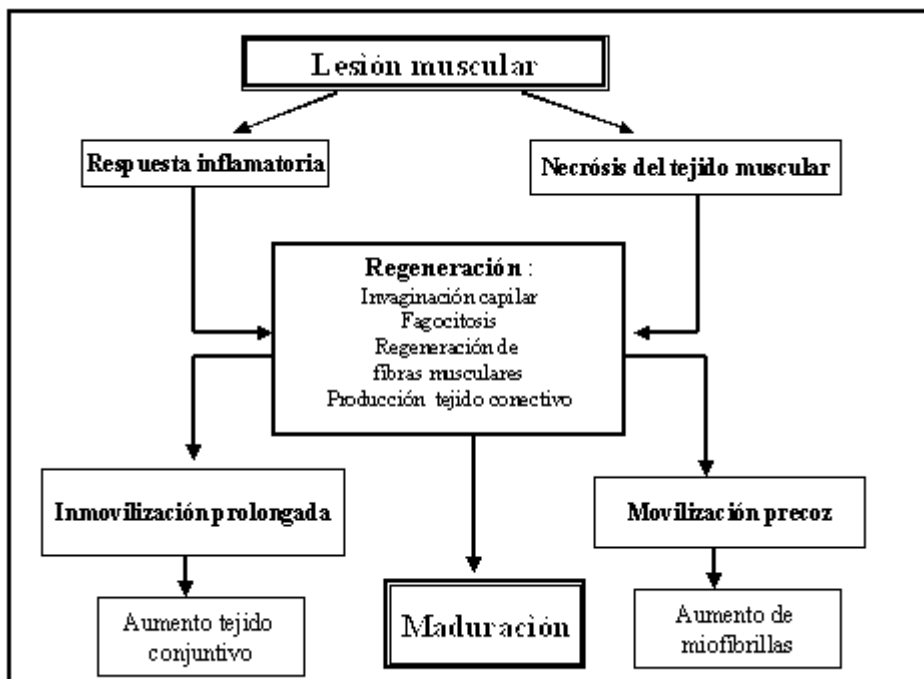 Lesión muscular
Respuesta inflamatoria
Necrósis del tejido muscular
Regeneración :
Invaginación capilar
Fagocitosis
Regeneración de
fibras musculares
Producción tejido conectivo
Inmovilización prolongada
Movilización precoz
Aumento tejido
conjuntivo
Maduración
Aumento de
miofibrillas